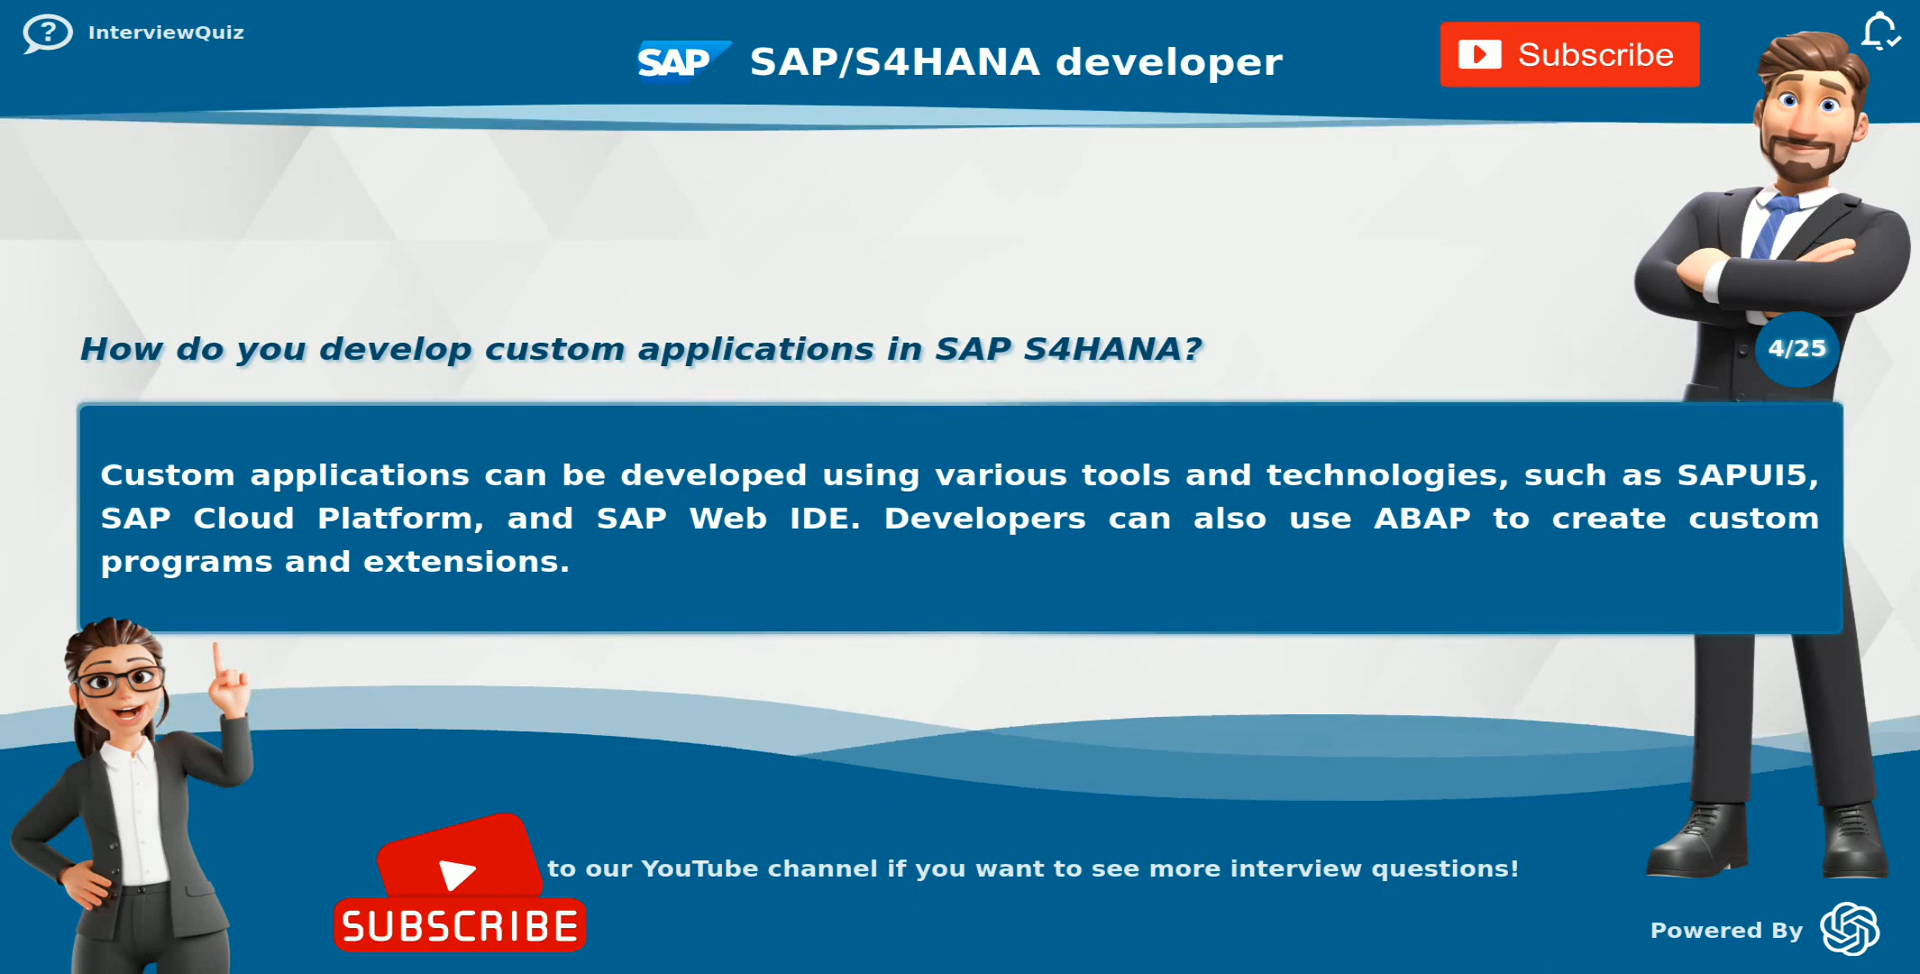 InterviewQuiz
SAP SAP/S4HANA developer
Subscribe
How do you develop custom applications in SAP S4HANA?
4/25
Custom applications can be developed using various tools and technologies, such as SAPUI5,
SAP Cloud Platform, and SAP Web IDE. Developers can also use ABAP to create custom
programs and extensions.
to our YouTube channel if you want to see more interview questions!
SUBSCRIBE
Powered By